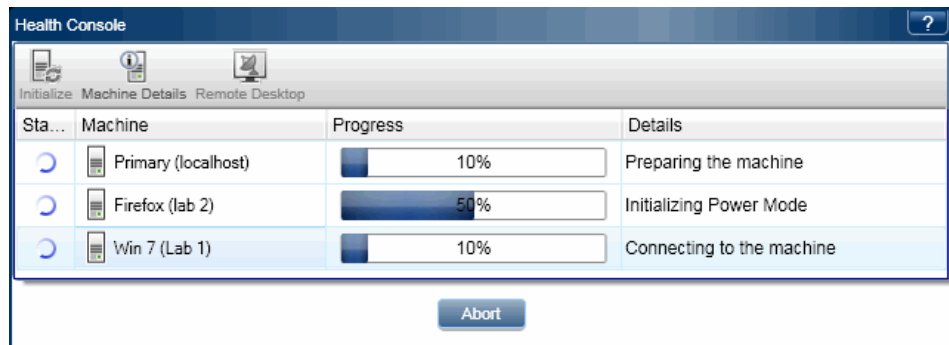 Health Console ?
Initialize Machine Details Remote Desktop
Sta... Machine Progress Details
Primary (localhost) 10% Preparing the machine
Firefox (lab 2) 50% Initializing Power Mode
Win 7 (Lab 1) 10% Connecting to the machine
Abort